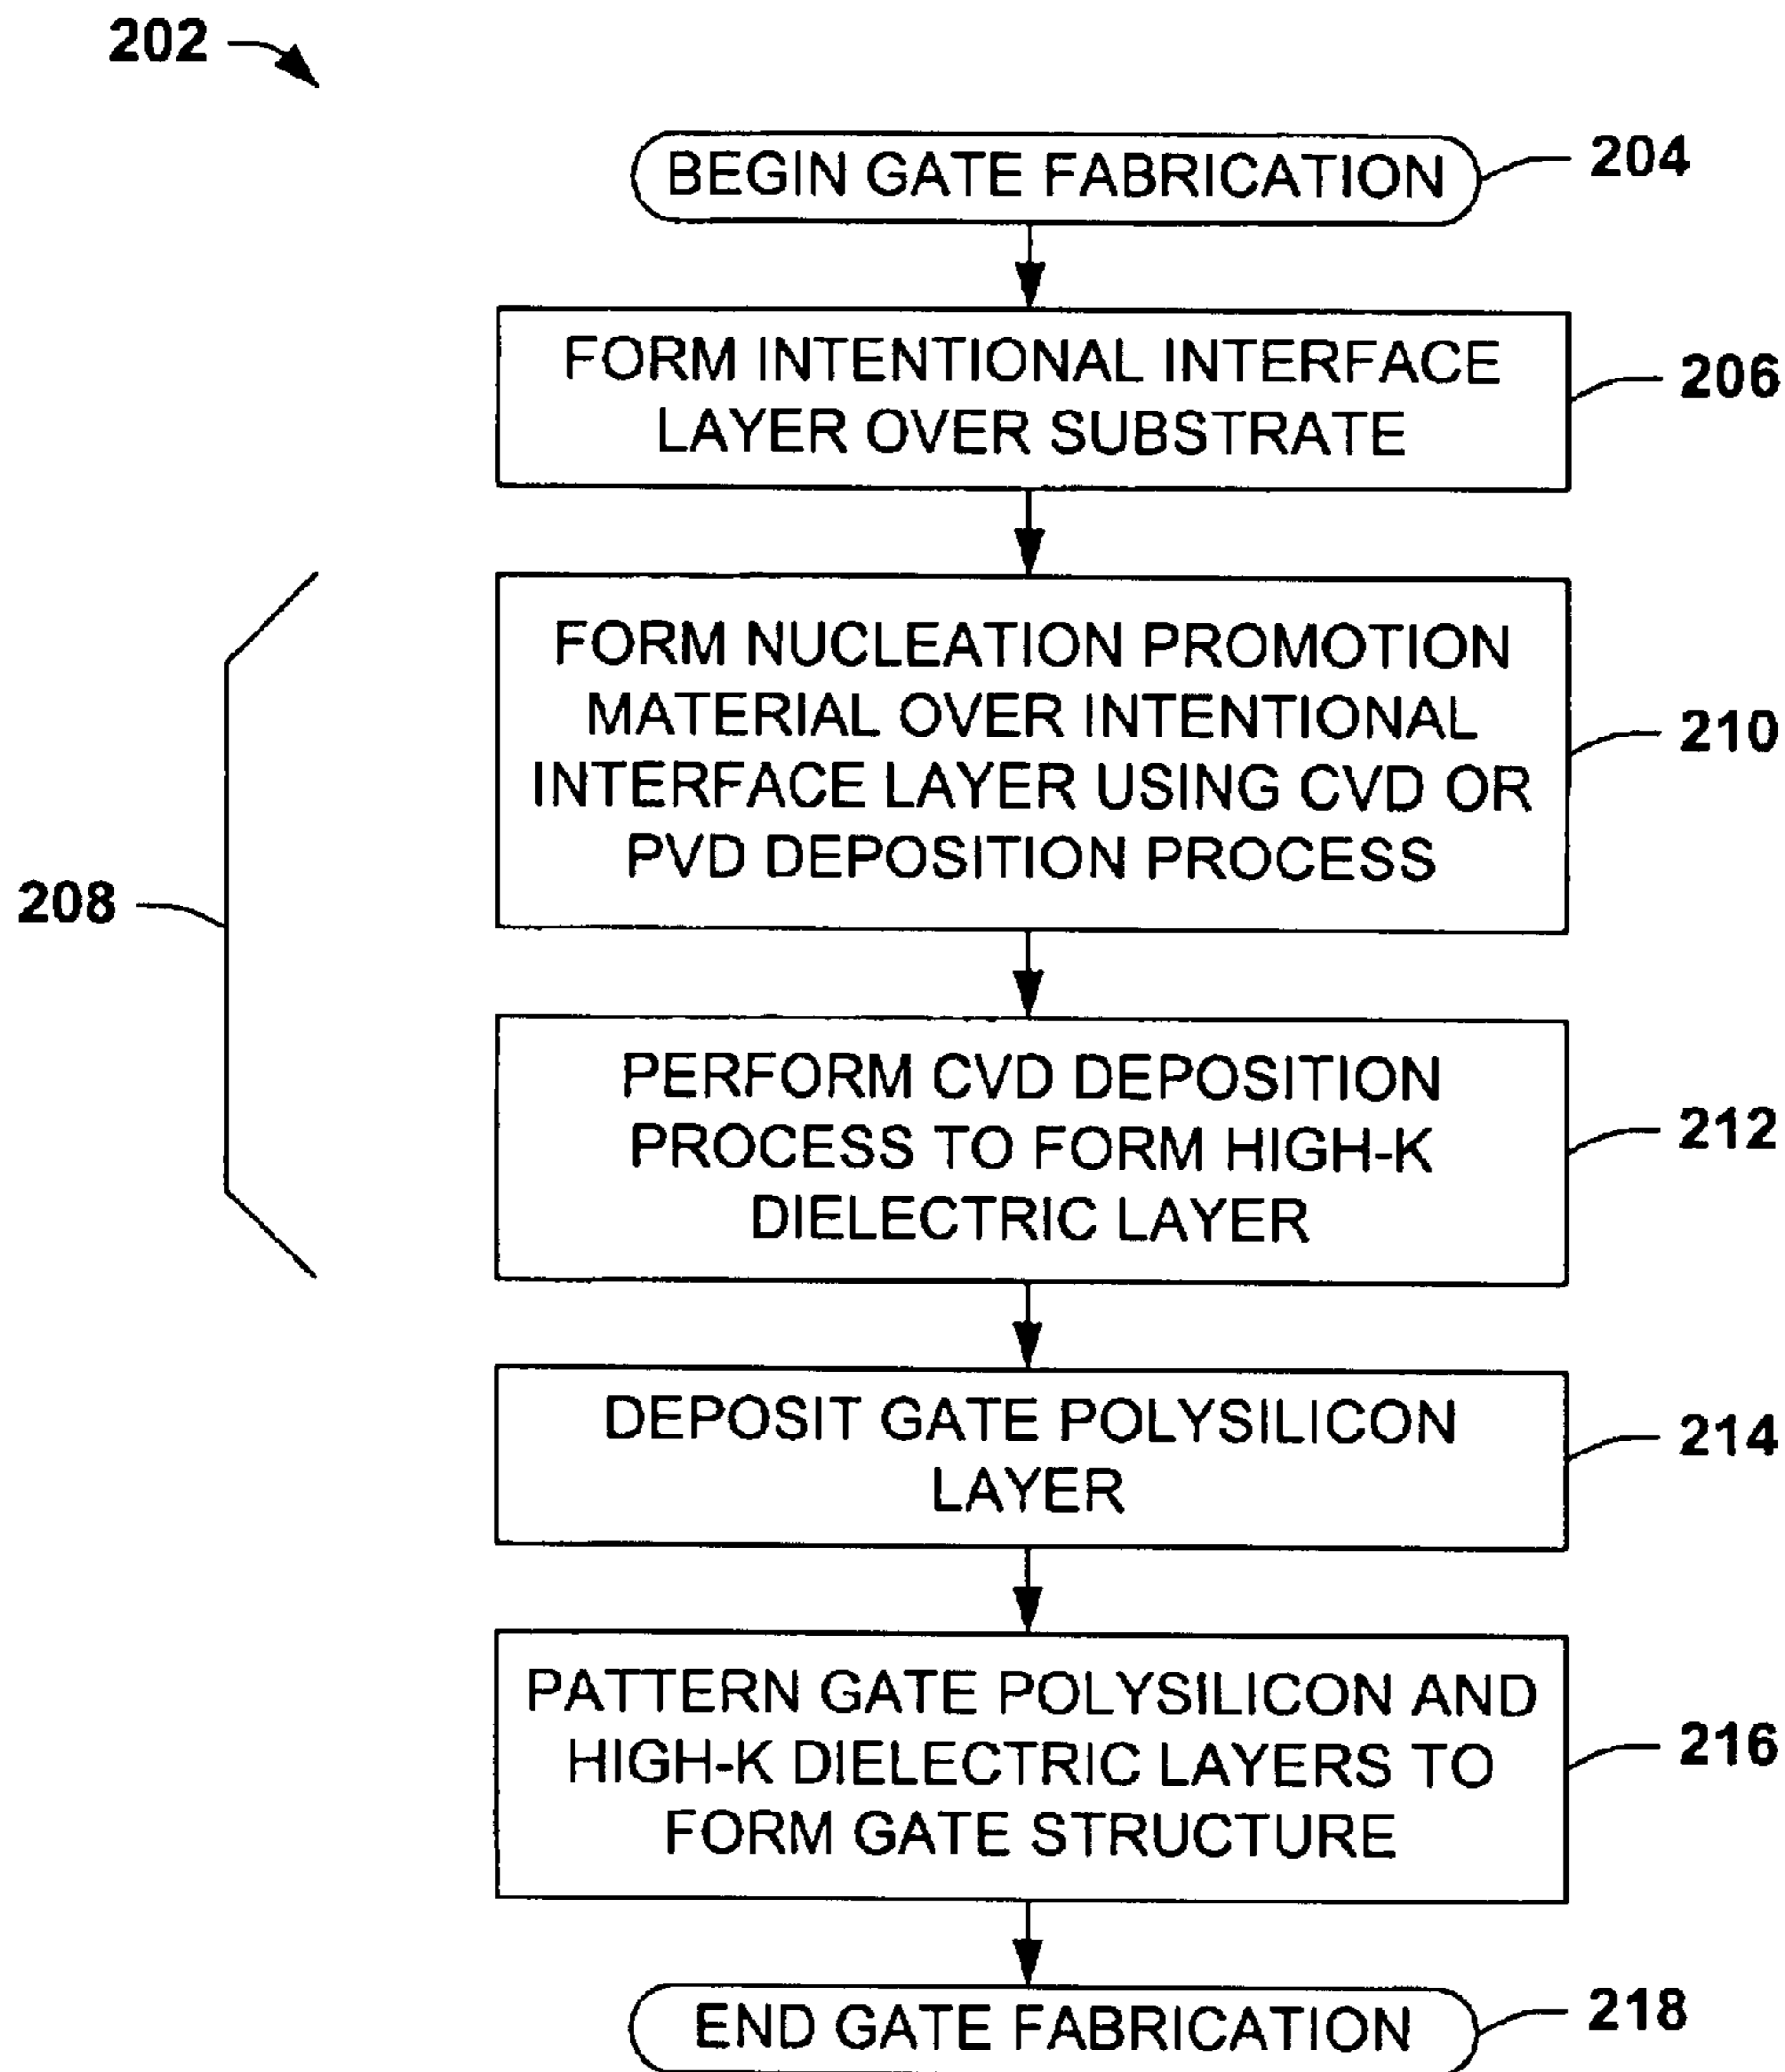 202
BEGIN GATE FABRICATION
204
FORM INTENTIONAL INTERFACE
LAYER OVER SUBSTRATE
206
FORM NUCLEATION PROMOTION
MATERIAL OVER INTENTIONAL
INTERFACE LAYER USING CVD OR
PVD DEPOSITION PROCESS
210
208
PERFORM CVD DEPOSITION
PROCESS TO FORM HIGH-K
DIELECTRIC LAYER
212
DEPOSIT GATE POLYSILICON
LAYER
214
PATTERN GATE POLYSILICON AND
HIGH-K DIELECTRIC LAYERS TO
FORM GATE STRUCTURE
216
END GATE FABRICATION
218